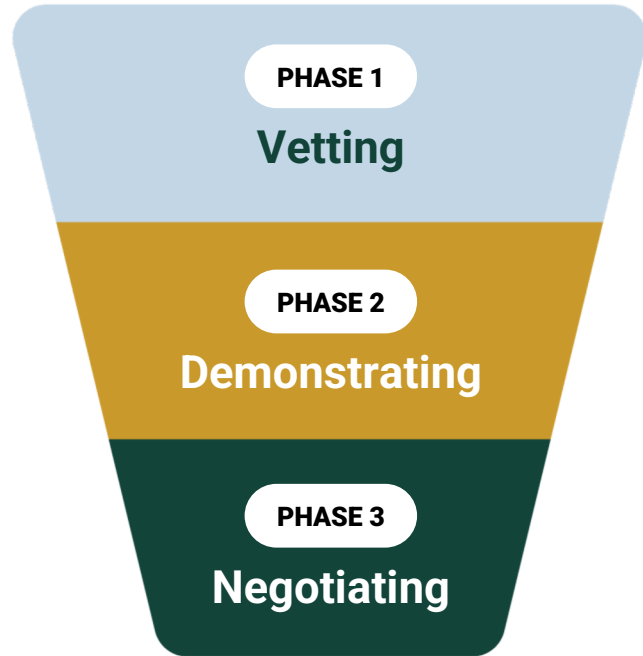 PHASE 1
Vetting
PHASE 2
Demonstrating
PHASE 3
Negotiating